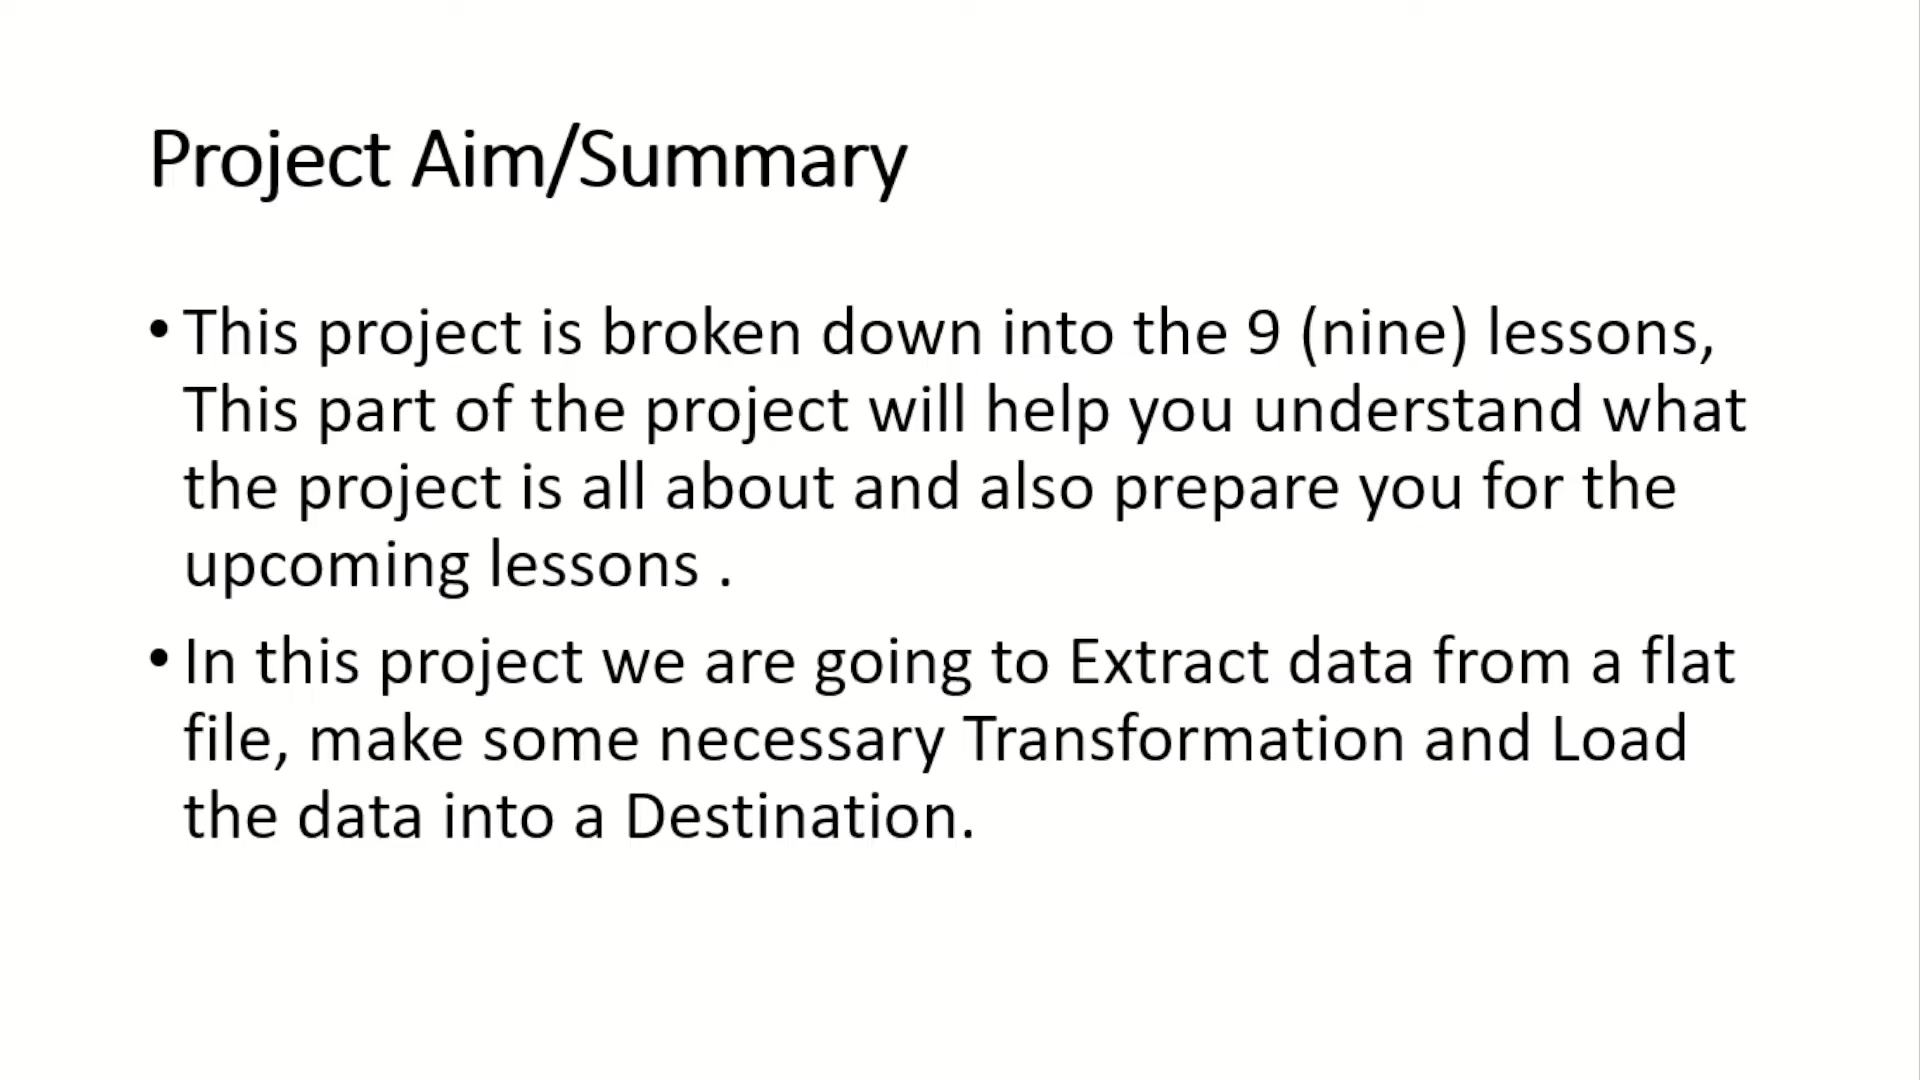 Project Aim/Summary
• This project is broken down into the 9 (nine) lessons,
This part of the project will help you understand what
the project is all about and also prepare you for the
upcoming lessons .
• In this project we are going to Extract data from a flat
file, make some necessary Transformation and Load
the data into a Destination.